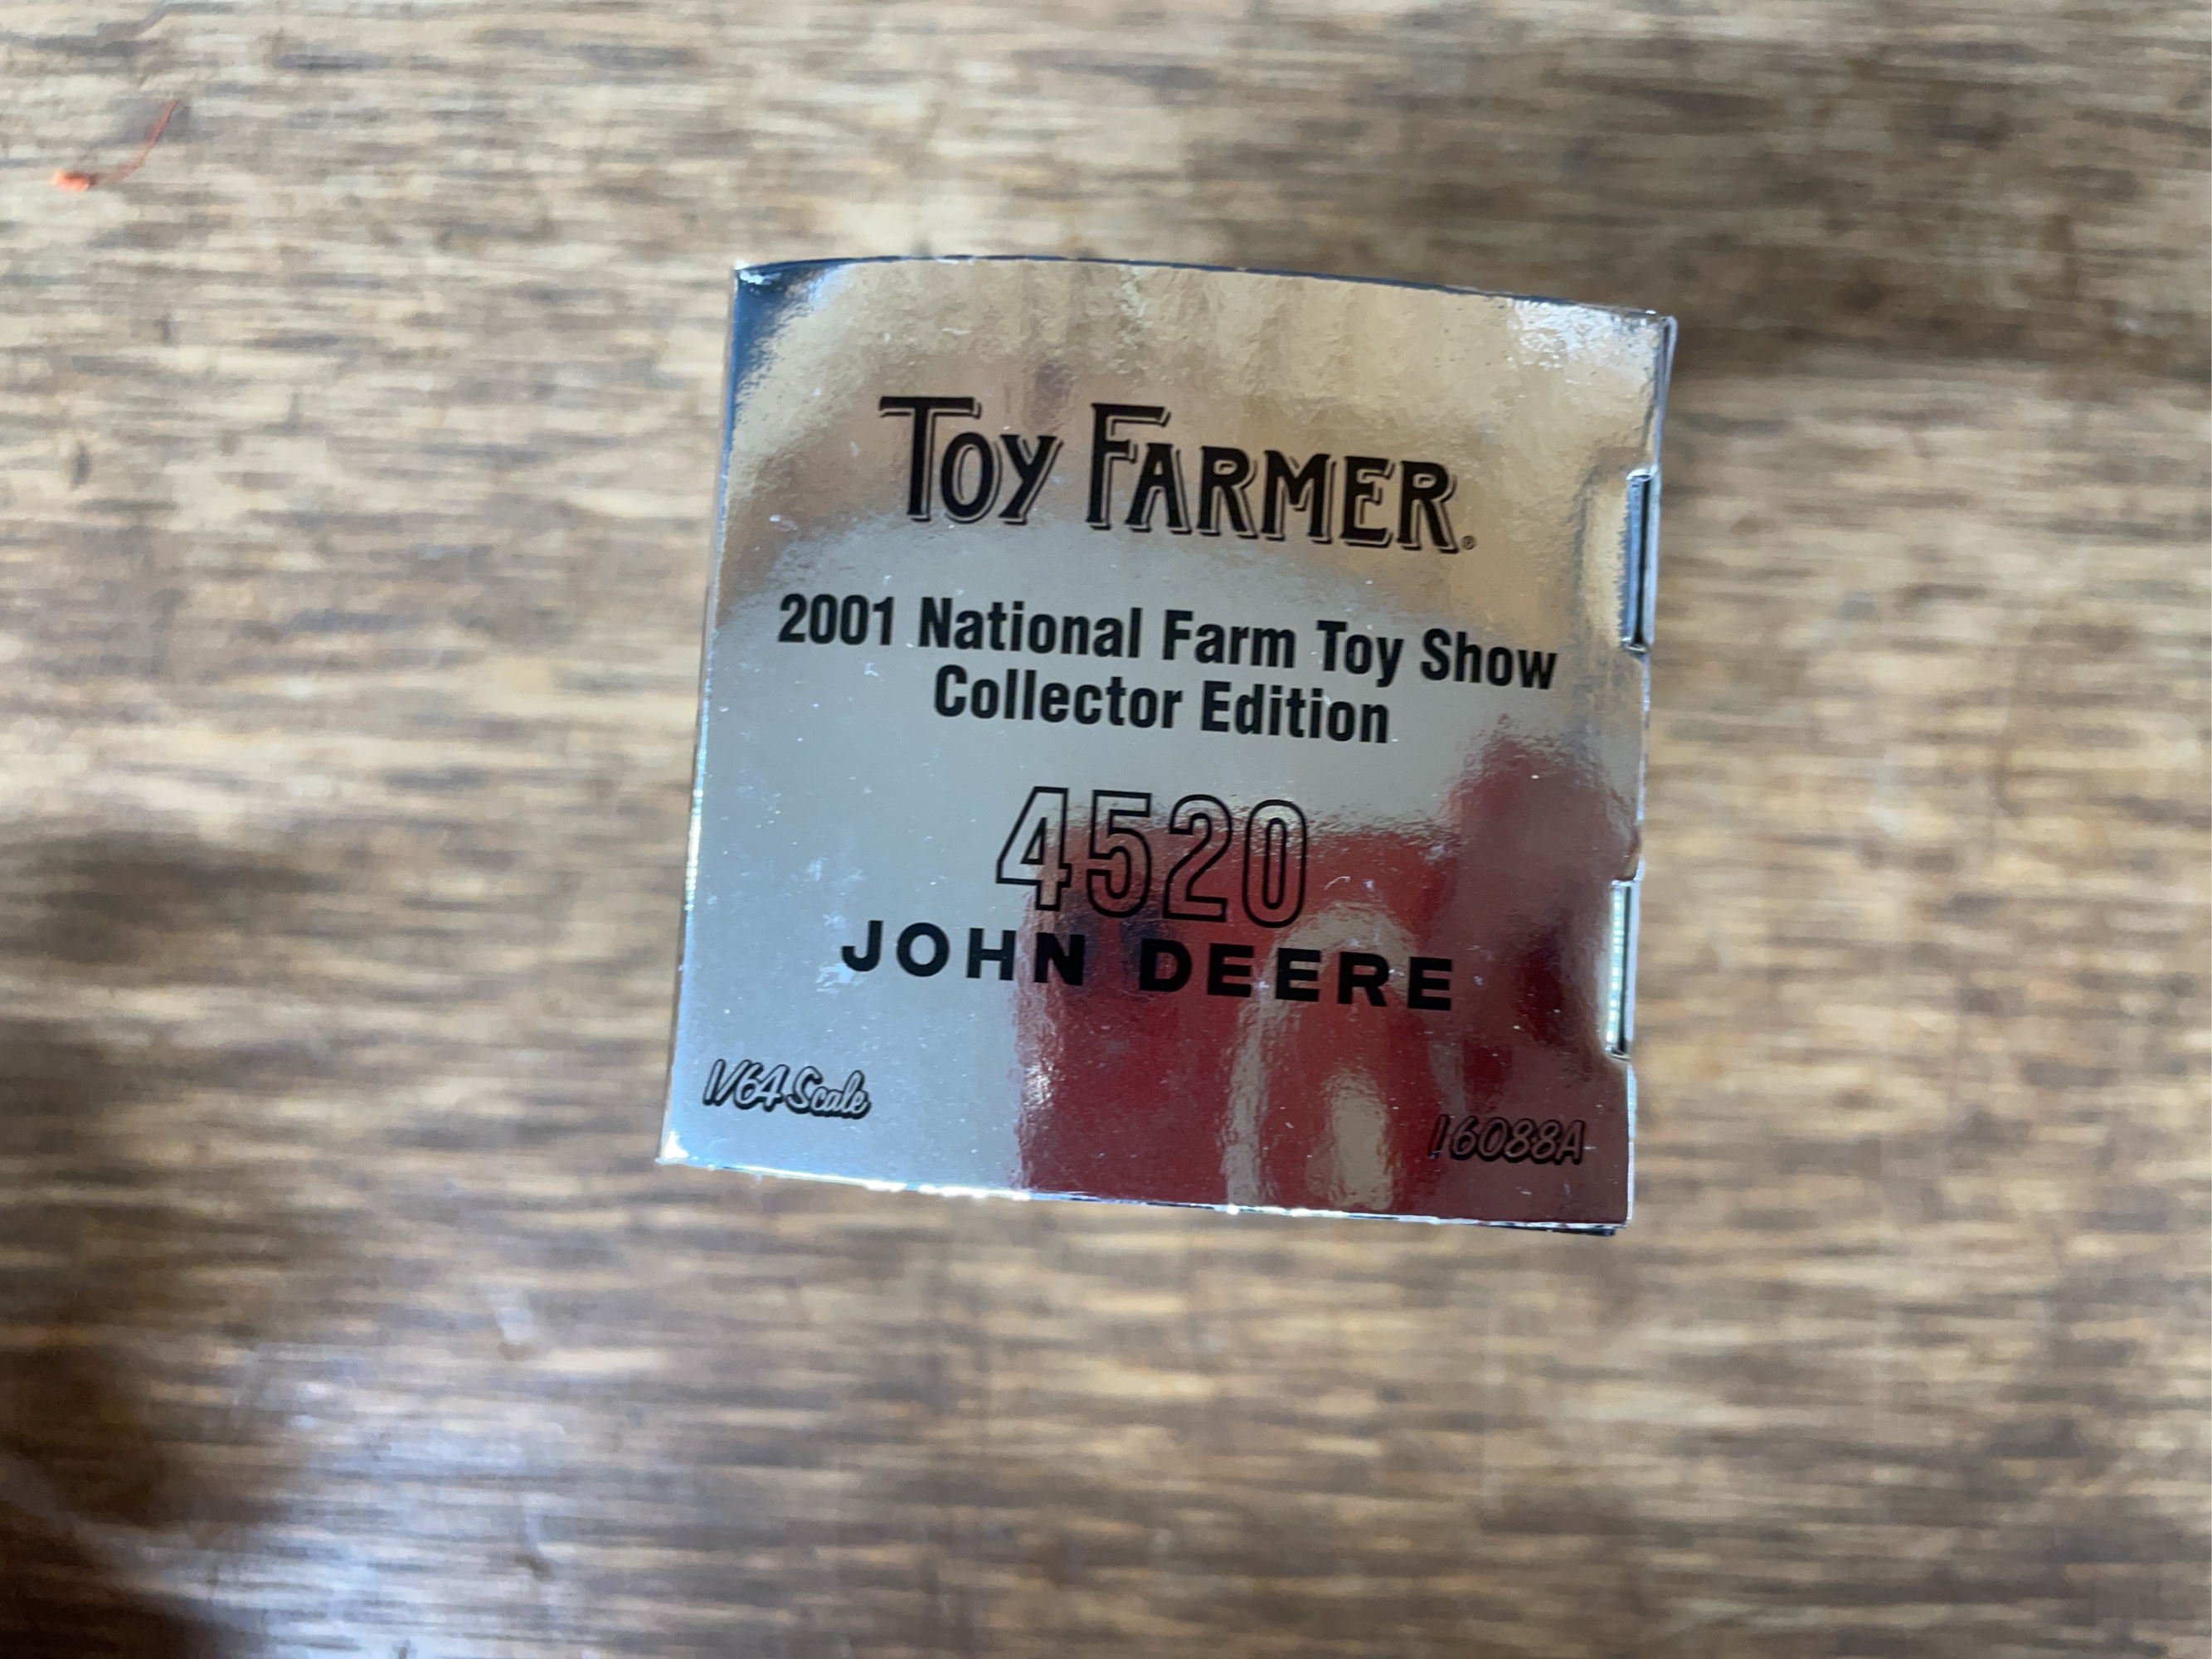 TOY FARMER®
2001 National Farm Toy Show
Collector Edition
4520
JOHN DEERE
1/64 Scale
16088A